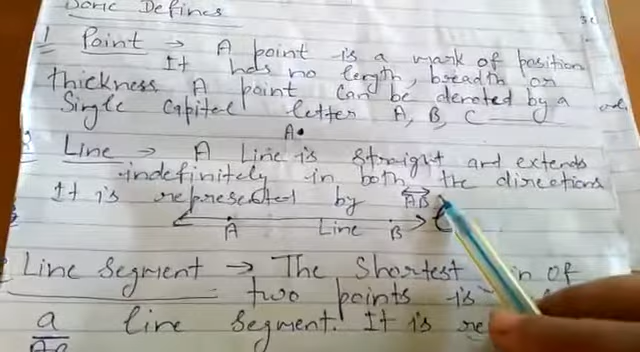 Some Defines
1 Point → A point is a mark of position
It has no length, breadth or
thickness A point can be denoted by a
Single capital letter A, B, C
A•
Line → A Line is straight and extends
indefinitely in both the directions
It is represented by AB
A Line B l
Line Segment → The Shortest of
two points is
a line segment. It is